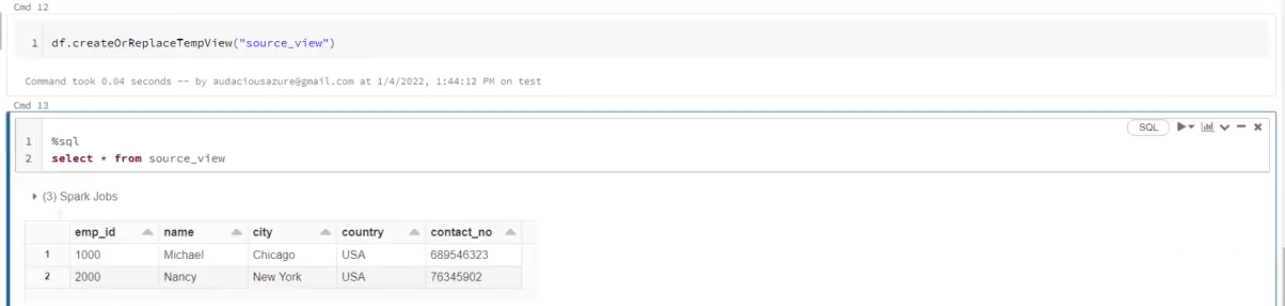 Cmd 12
1 df.createOrReplaceTempView("source_view")
Command took 0.04 seconds -- by audaciousazure@gmail.com at 1/4/2022, 1:44:12 PM on test
Cmd 13
SQL
1 %sql
2 select * from source_view
(3) Spark Jobs
emp_id name city country contact_no
1 1000 Michael Chicago USA 689546323
2 2000 Nancy New York USA 76345902